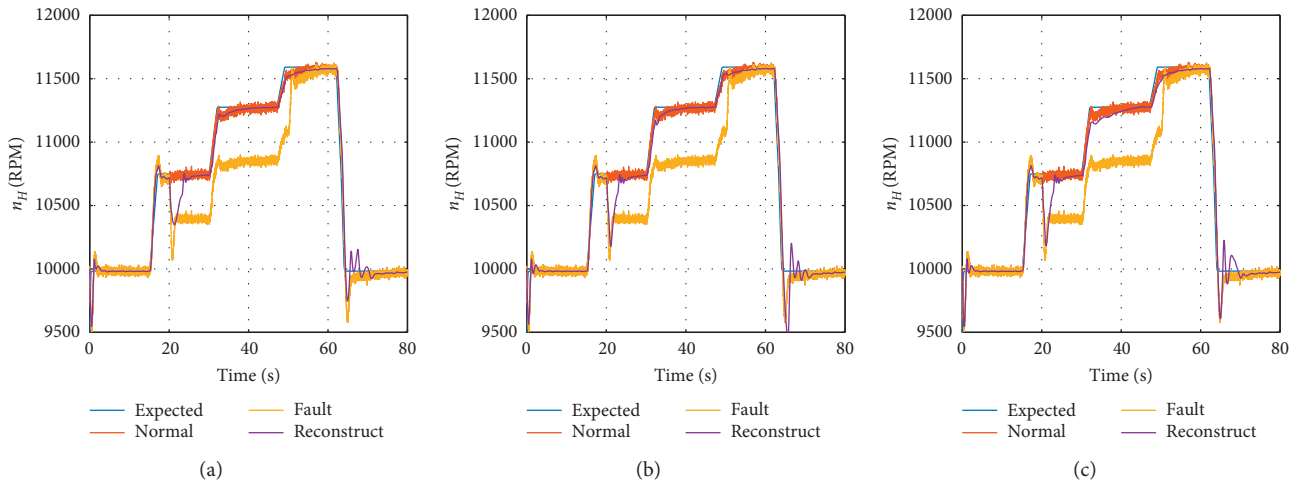 12000
11500
11000
10500
10000
9500
n_H (RPM)
0 20 40 60 80
Time (s)
Expected Fault
Normal Reconstruct
(a)
12000
11500
11000
10500
10000
9500
n_H (RPM)
0 20 40 60 80
Time (s)
Expected Fault
Normal Reconstruct
(b)
12000
11500
11000
10500
10000
9500
n_H (RPM)
0 20 40 60 80
Time (s)
Expected Fault
Normal Reconstruct
(c)